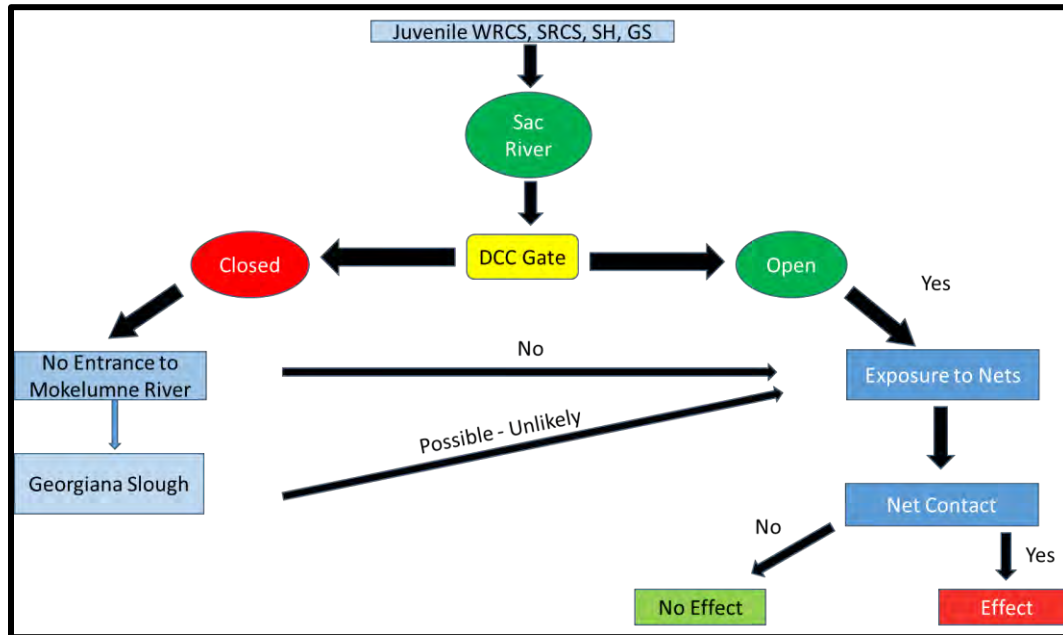 Juvenile WRCS, SRCS, SH, GS
Sac
River
DCC Gate
Closed
Open
Yes
No Entrance to
Mokelumne River
No
Exposure to Nets
Possible - Unlikely
Georgiana Slough
Net Contact
No
Yes
No Effect
Effect